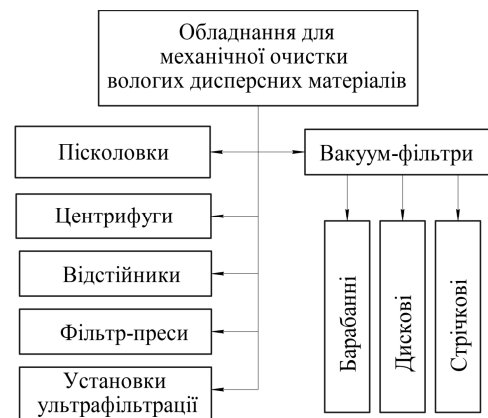 Обладнання для
механічної очистки
вологих дисперсних матеріалів
Пісколовки
Вакуум-фільтри
Центрифуги
Відстійники
Фільтр-преси
Установки
ультрафільтрації
Барабанні
Дискові
Стрічкові